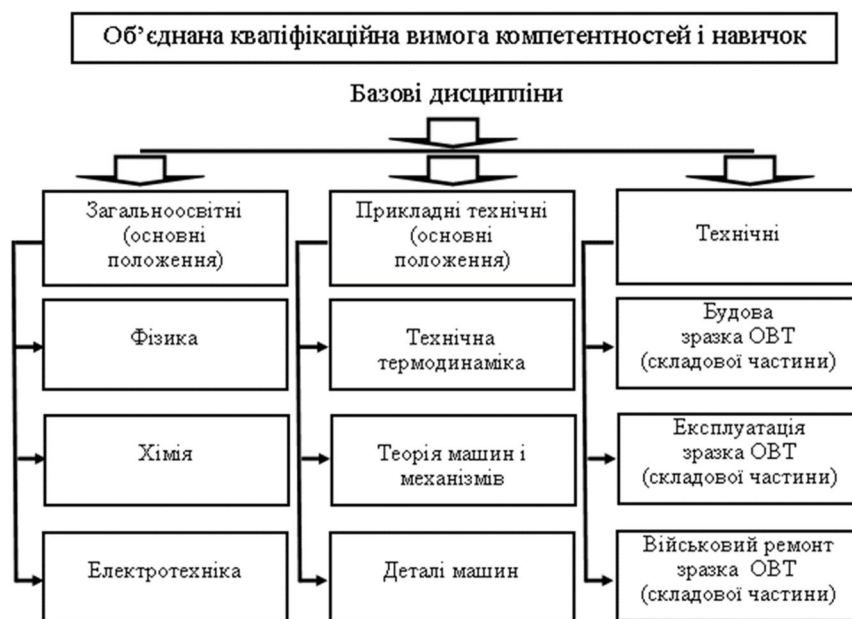 Об’єднана кваліфікаційна вимога компетентностей і навичок
Базові дисципліни
Загальноосвітні
(основні
положення)
Прикладні технічні
(основні
положення)
Технічні
Фізика
Технічна
термодинаміка
Будова
зразка ОВТ
(складової частини)
Хімія
Теорія машин і
механізмів
Експлуатація
зразка ОВТ
(складової частини)
Електротехніка
Деталі машин
Військовий ремонт
зразка ОВТ
(складової частини)